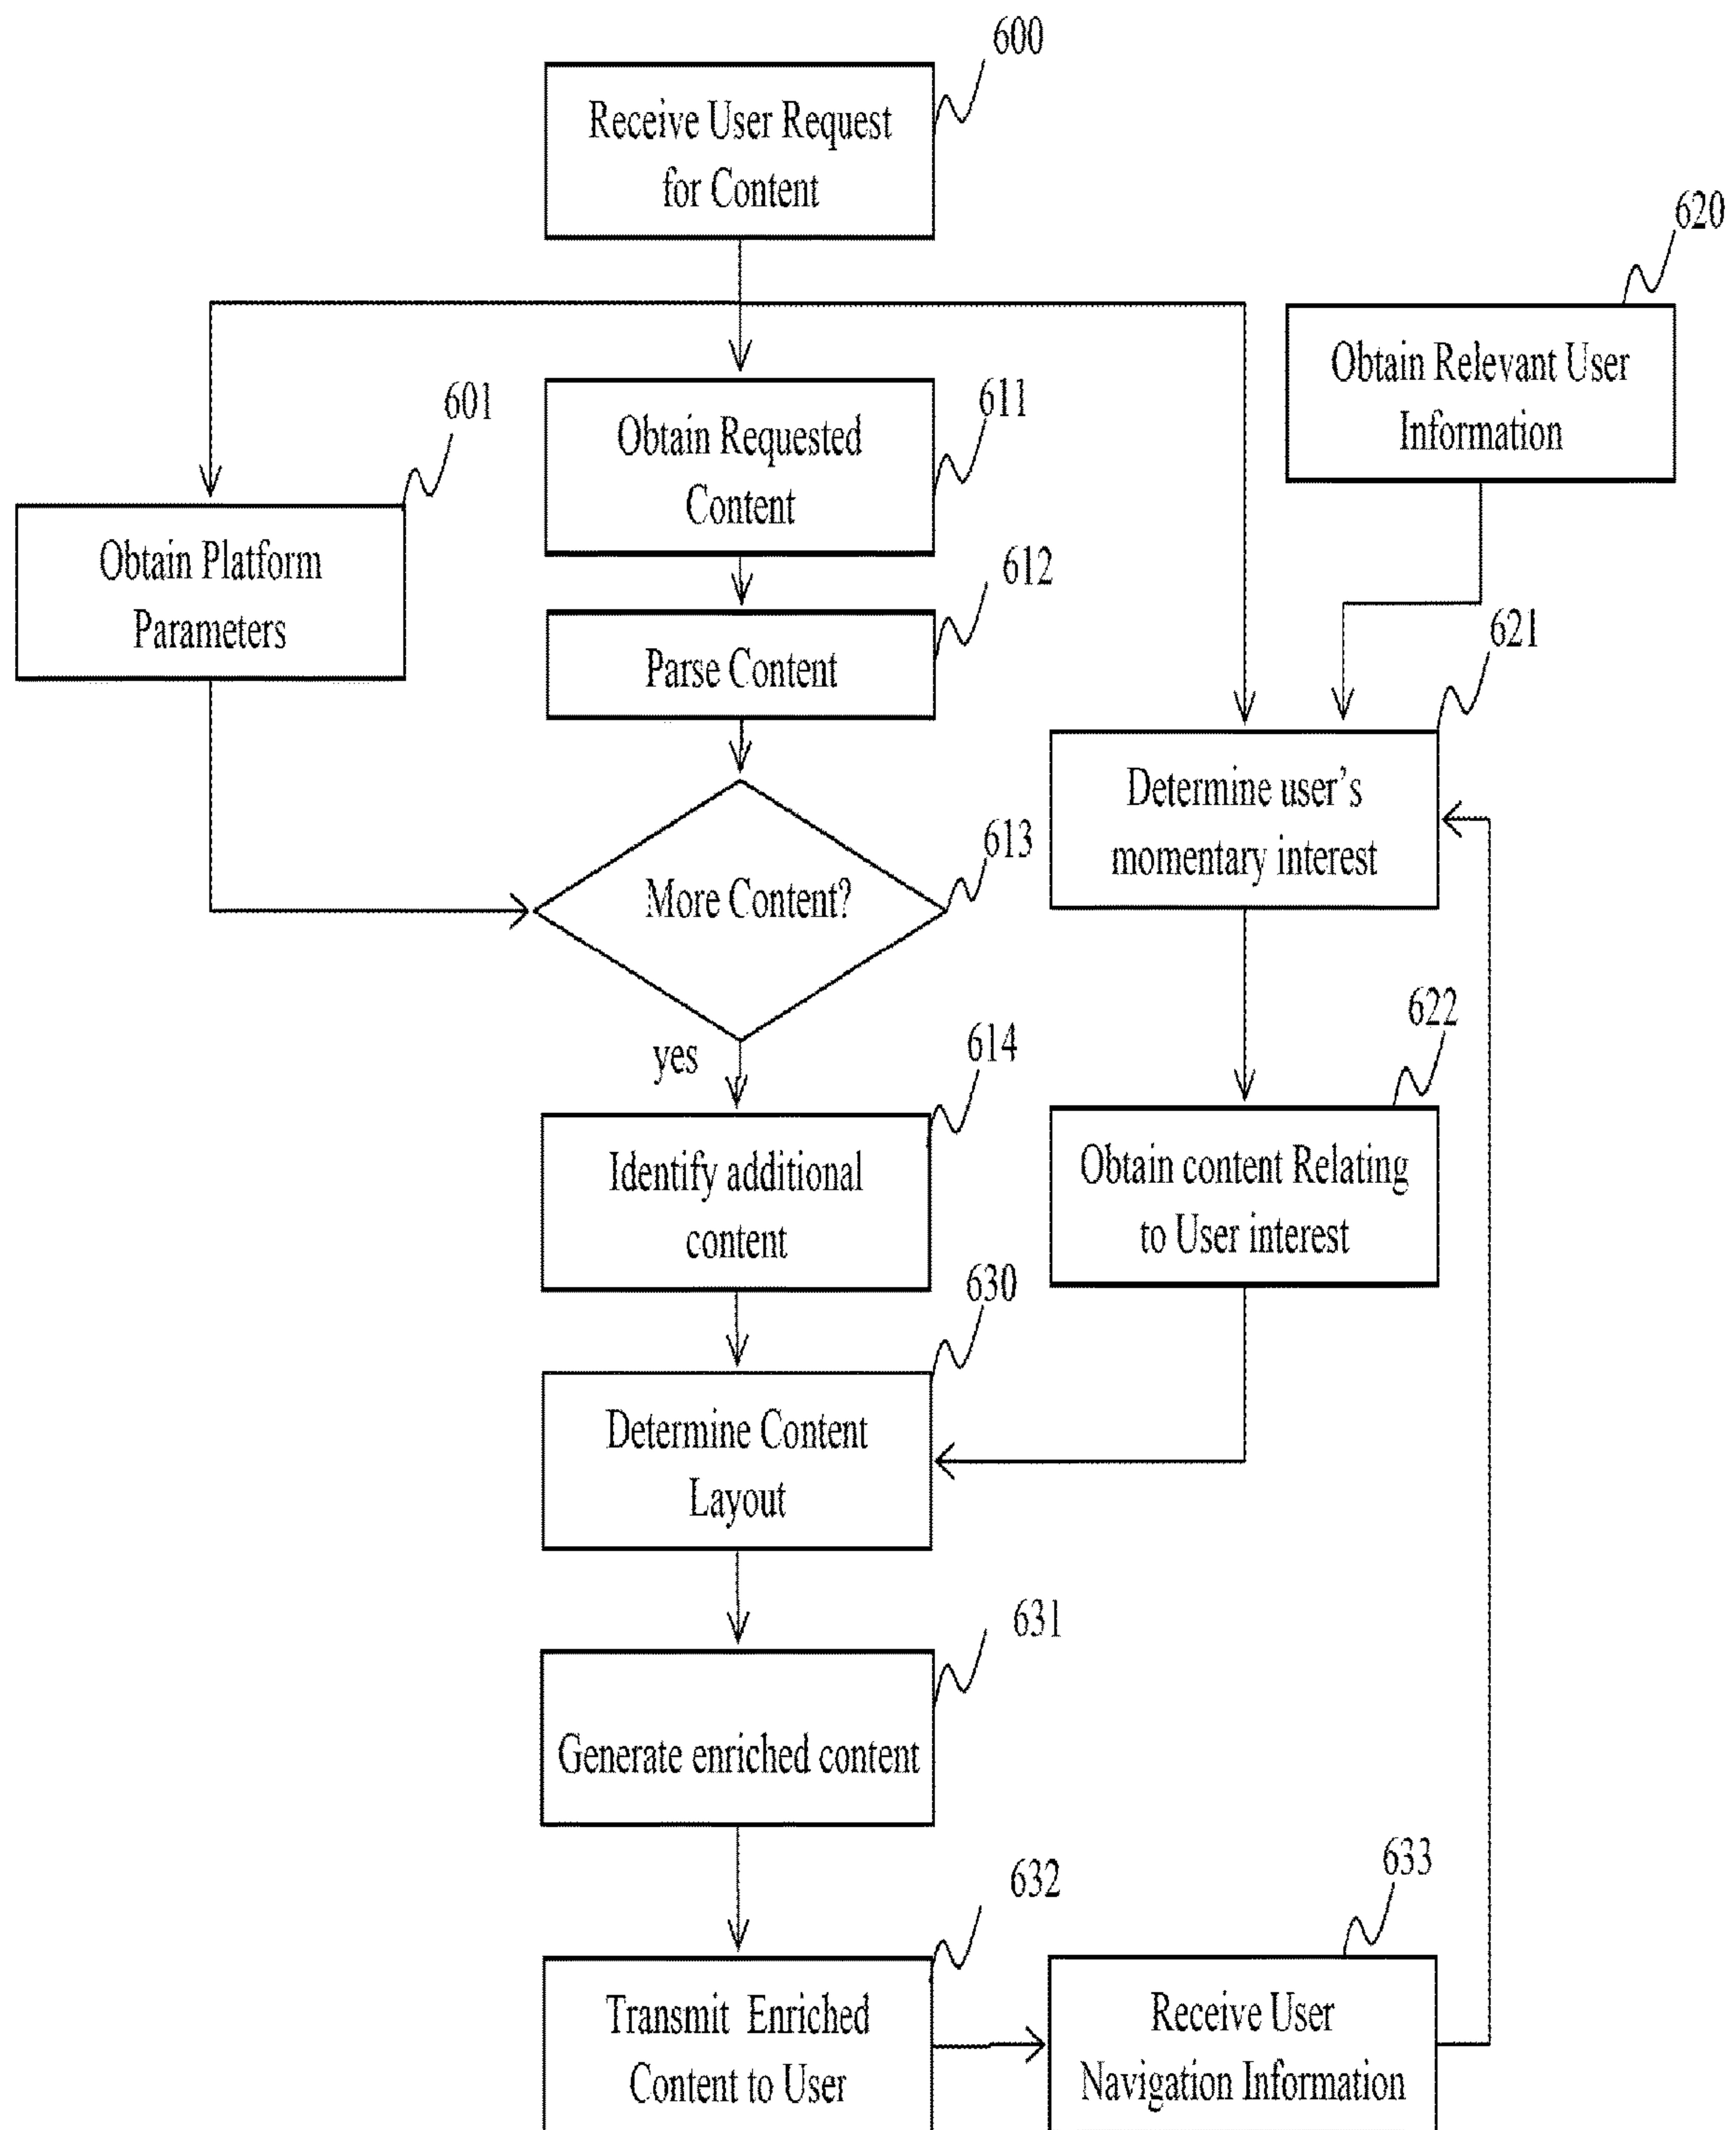 600
Receive User Request
for Content
620
Obtain Relevant User
Information
601
Obtain Platform
Parameters
611
Obtain Requested
Content
612
Parse Content
621
Determine user's
momentary interest
613
More Content?
yes
614
Identify additional
content
622
Obtain content Relating
to User interest
630
Determine Content
Layout
631
Generate enriched content
632
Transmit Enriched
Content to User
633
Receive User
Navigation Information